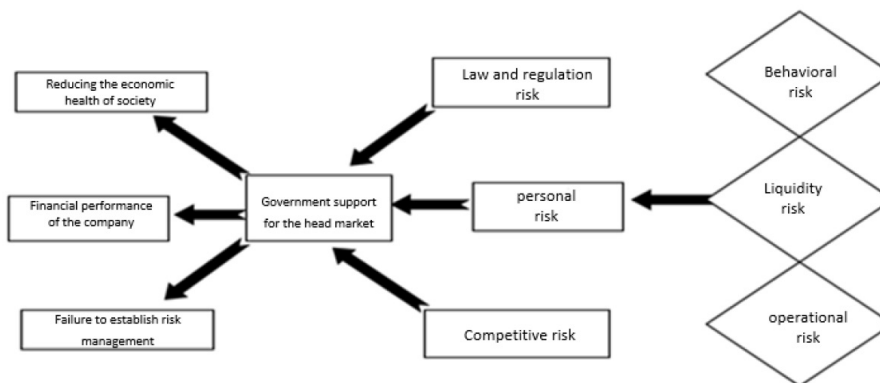 Reducing the economic
health of society
Financial performance
of the company
Failure to establish risk
management
Government support
for the head market
Law and regulation
risk
personal
risk
Competitive risk
Behavioral
risk
Liquidity
risk
operational
risk